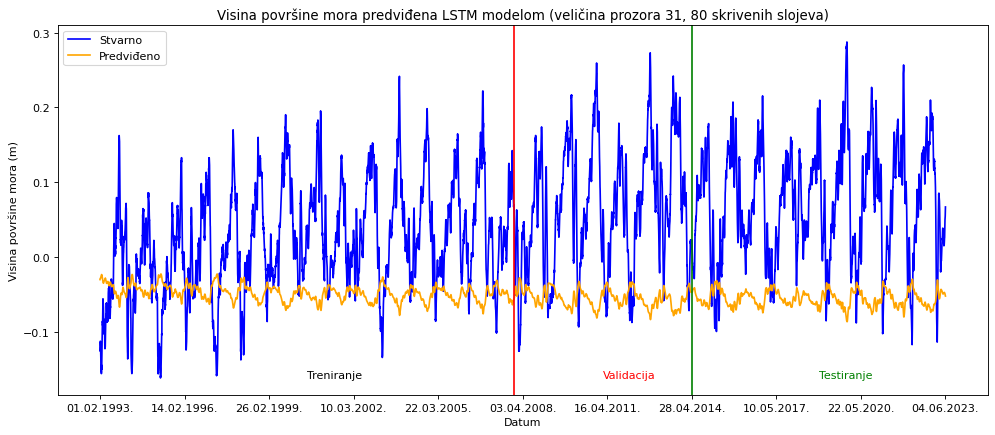 Visina površine mora predviđena LSTM modelom (veličina prozora 31, 80 skrivenih slojeva)
Stvarno
Predviđeno
Visina površine mora (m)
0.3
0.2
0.1
0.0
−0.1
Treniranje
Validacija
Testiranje
01.02.1993. 14.02.1996. 26.02.1999. 10.03.2002. 22.03.2005. 03.04.2008. 16.04.2011. 28.04.2014. 10.05.2017. 22.05.2020. 04.06.2023.
Datum